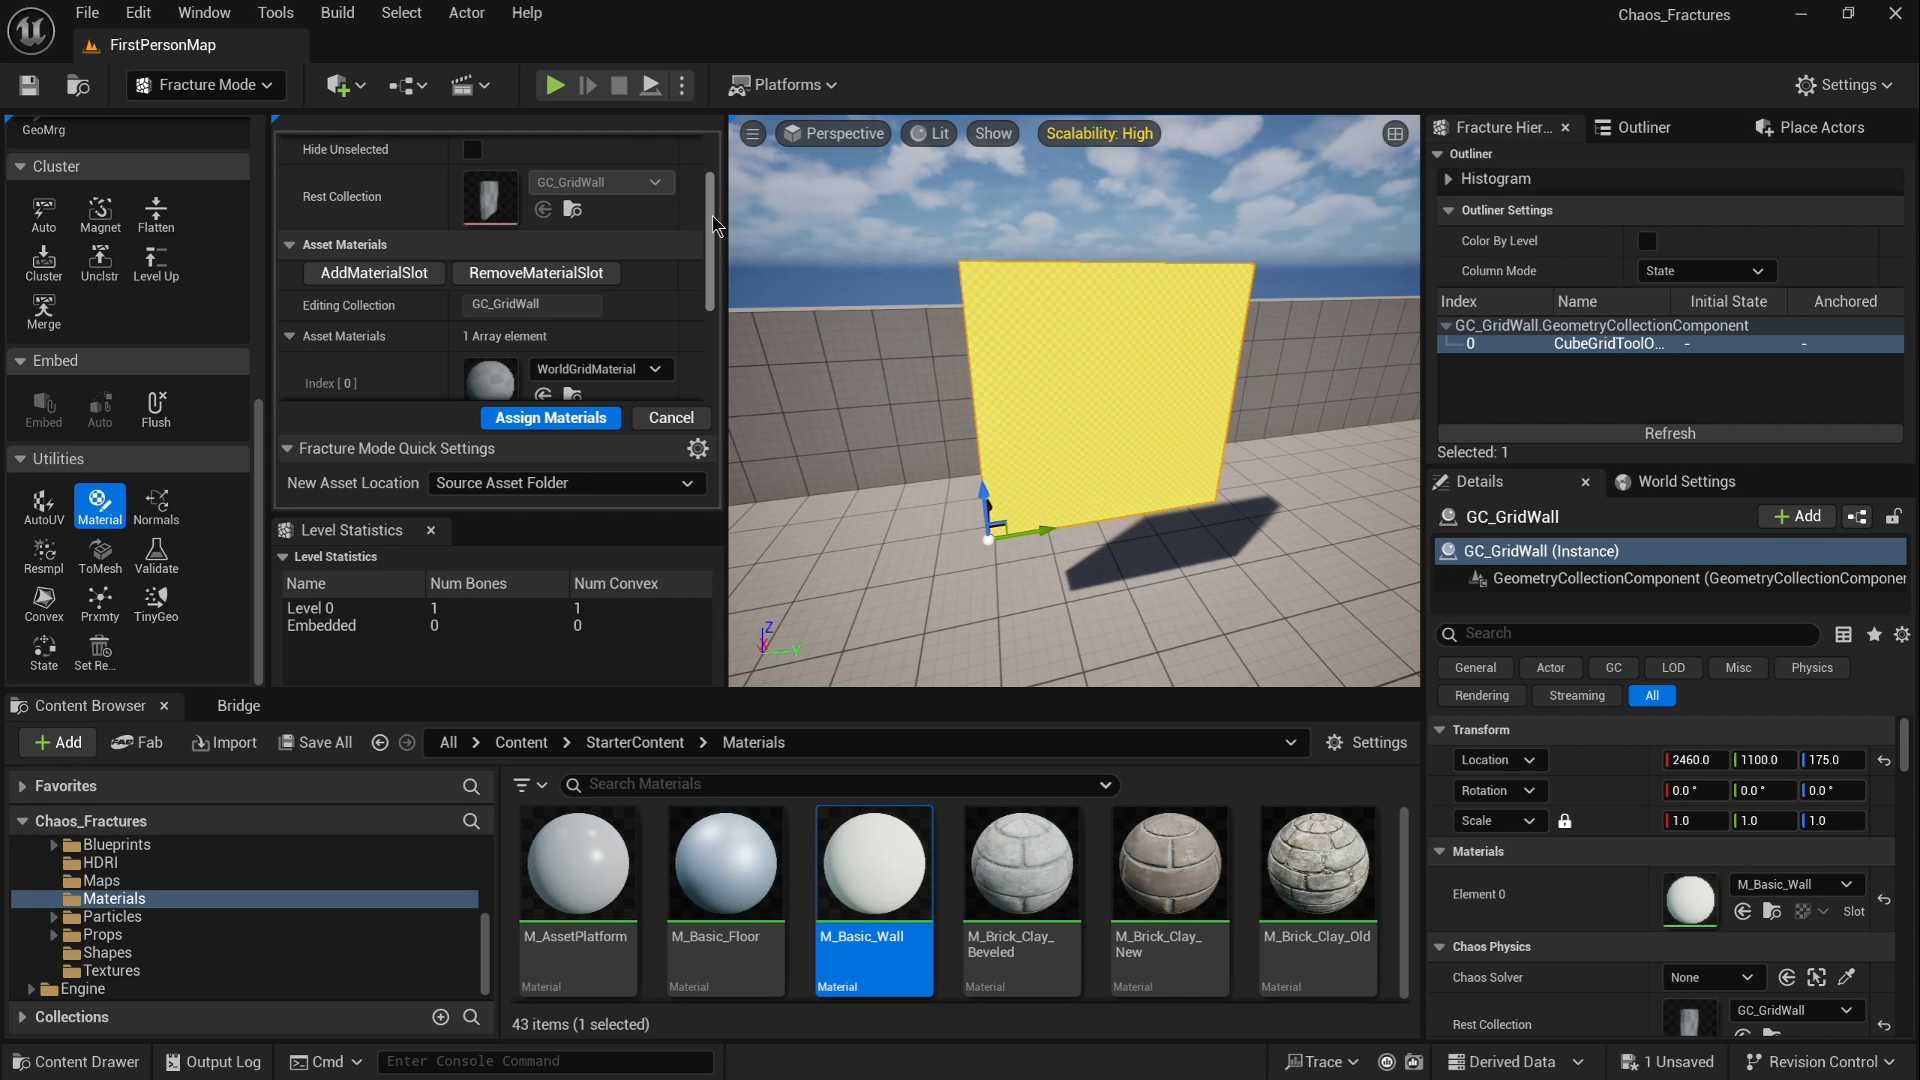 File Edit Window Tools Build Select Actor Help
Chaos_Fractures
FirstPersonMap
Fracture Mode
Platforms
Settings
GeoMrg
Cluster
Auto Magnet Flatten
Cluster Unclstr Level Up
Merge
Embed
Embed Auto Flush
Utilities
AutoUV Material Normals
Resmpl ToMesh Validate
Convex Prxmty TinyGeo
State Set Re...
Hide Unselected
Rest Collection GC_GridWall
Asset Materials
AddMaterialSlot RemoveMaterialSlot
Editing Collection GC_GridWall
Asset Materials 1 Array element
Index [ 0 ] WorldGridMaterial
Assign Materials Cancel
Fracture Mode Quick Settings
New Asset Location Source Asset Folder
Level Statistics
Level Statistics
Name Num Bones Num Convex
Level 0 1 1
Embedded 0 0
Perspective Lit Show Scalability: High
Z
Y
Fracture Hier... Outliner Place Actors
Outliner
Histogram
Outliner Settings
Color By Level
Column Mode State
Index Name Initial State Anchored
GC_GridWall.GeometryCollectionComponent
0 CubeGridToolO... - -
Refresh
Selected: 1
Details World Settings
GC_GridWall Add
GC_GridWall (Instance)
GeometryCollectionComponent (GeometryCollectionComponen
Search
General Actor GC LOD Misc Physics
Rendering Streaming All
Transform
Location 2460.0 1100.0 175.0
Rotation 0.0 ° 0.0 ° 0.0 °
Scale 1.0 1.0 1.0
Materials
Element 0 M_Basic_Wall
Slot
Chaos Physics
Chaos Solver None
Rest Collection GC_GridWall
Content Browser Bridge
Add Fab Import Save All All Content StarterContent Materials Settings
Favorites
Search Materials
Chaos_Fractures
Blueprints
HDRI
Maps
Materials
Particles
Props
Shapes
Textures
Engine
Collections
M_AssetPlatform
Material
M_Basic_Floor
Material
M_Basic_Wall
Material
M_Brick_Clay_
Beveled
Material
M_Brick_Clay_
New
Material
M_Brick_Clay_Old
Material
43 items (1 selected)
Content Drawer Output Log Cmd Enter Console Command Trace Derived Data 1 Unsaved Revision Control